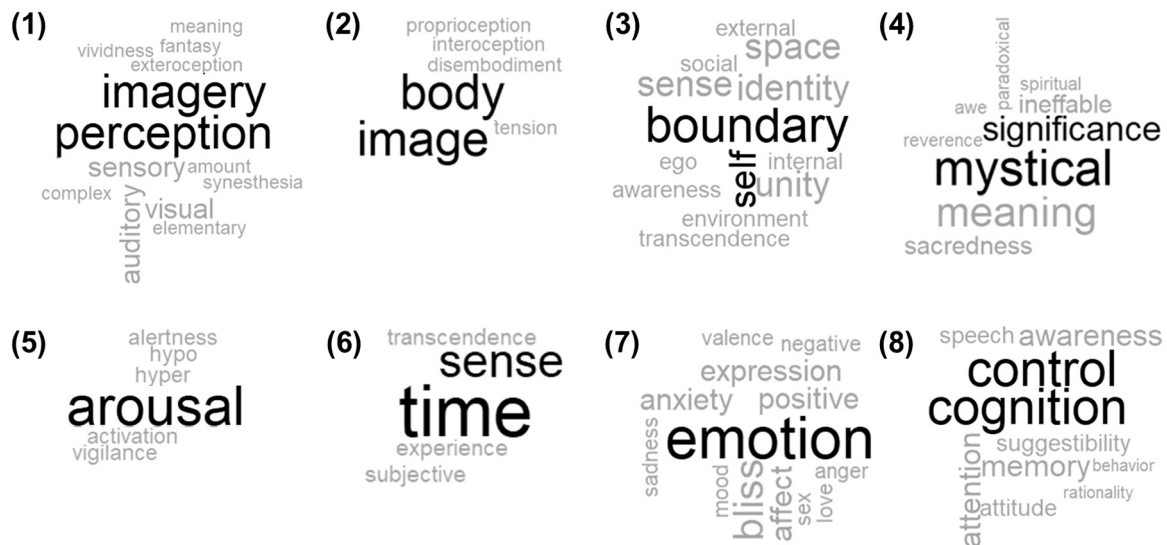 (1)
meaning
vividness fantasy
exteroception
imagery
perception
sensory amount
synesthesia
complex
auditory
visual
elementary
(2)
proprioception
interoception
disembodiment
body
image tension
(3)
external
space
social
sense identity
boundary
ego self internal
awareness unity
environment
transcendence
(4)
paradoxical
spiritual
awe ineffable
reverence significance
mystical
meaning
sacredness
(5)
alertness
hypo
hyper
arousal
activation
vigilance
(6)
transcendence
sense
time
experience
subjective
(7)
valence negative
expression
anxiety positive
sadness emotion
mood bliss affect sex love anger
(8)
speech awareness
control
cognition
attention
suggestibility
memory behavior
rationality
attitude